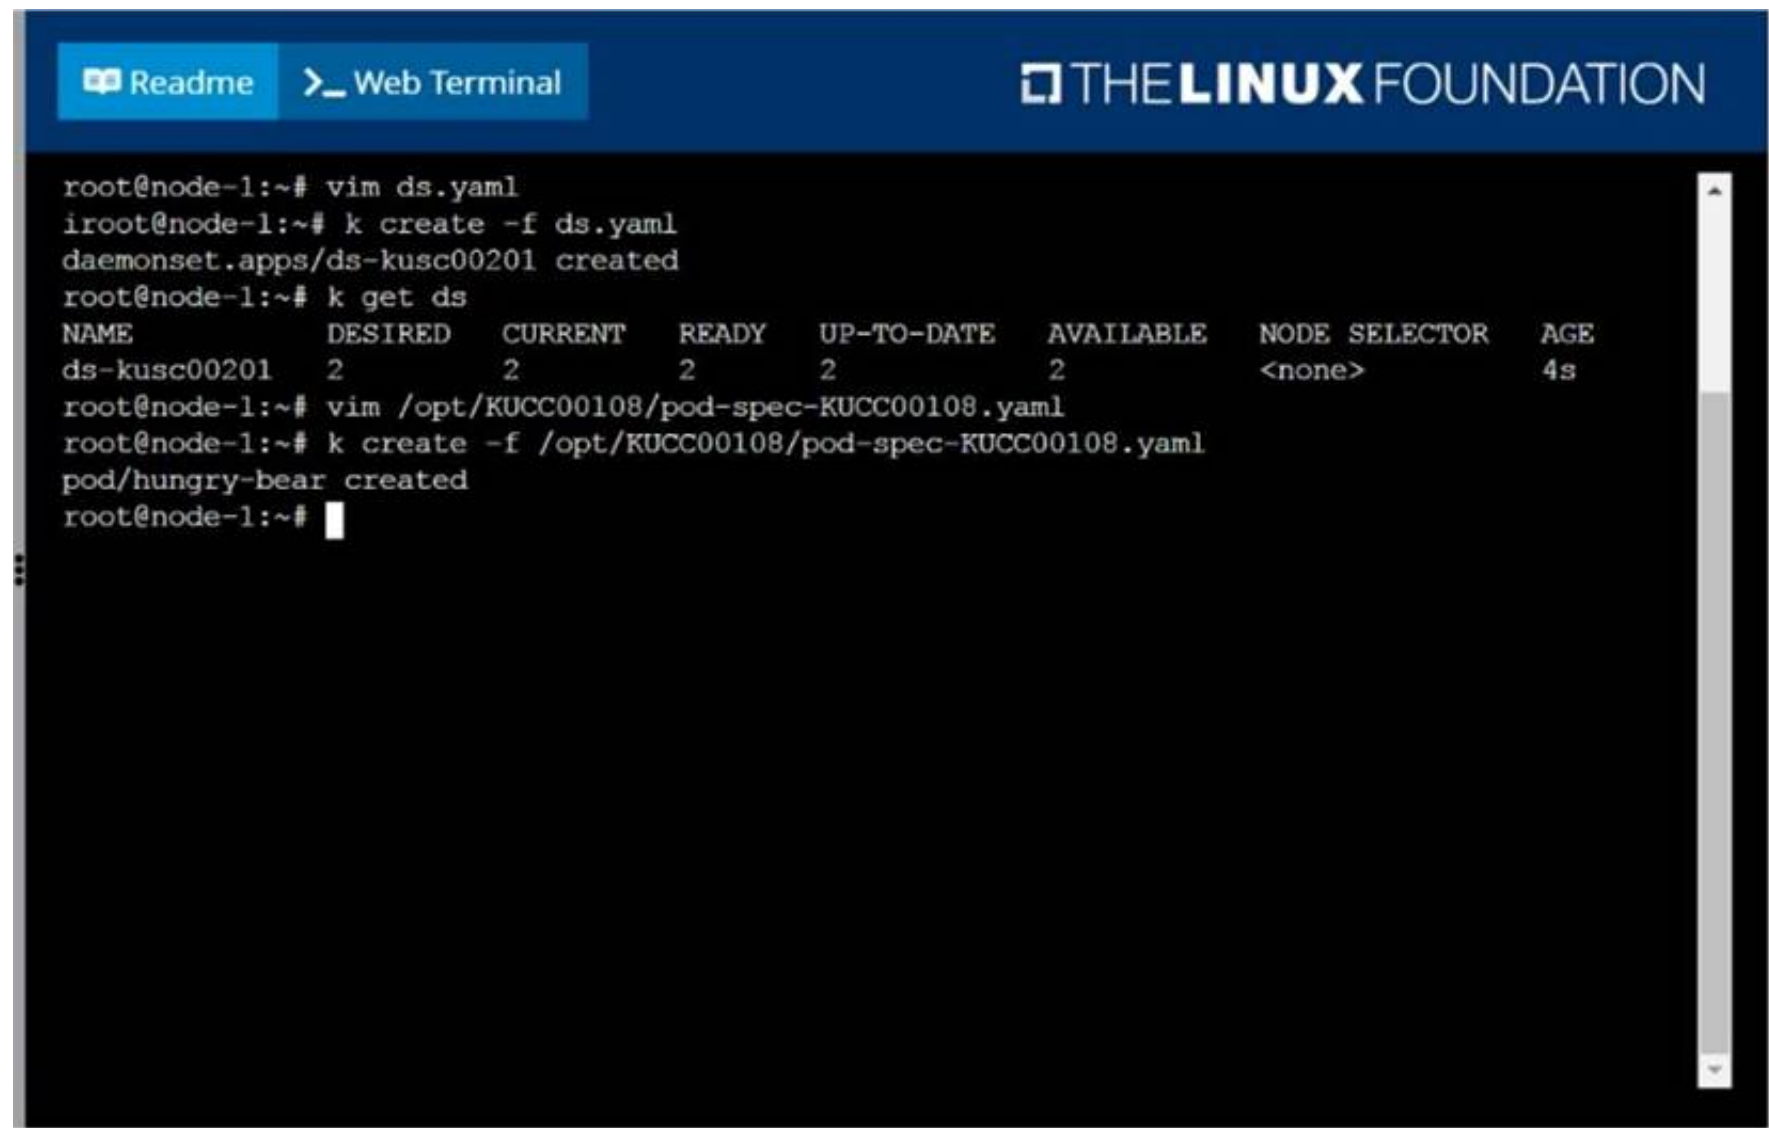 Readme >_ Web Terminal THE LINUX FOUNDATION
root@node-1:~# vim ds.yaml
iroot@node-1:~# k create -f ds.yaml
daemonset.apps/ds-kusc00201 created
root@node-1:~# k get ds
NAME DESIRED CURRENT READY UP-TO-DATE AVAILABLE NODE SELECTOR AGE
ds-kusc00201 2 2 2 2 2 <none> 4s
root@node-1:~# vim /opt/KUCC00108/pod-spec-KUCC00108.yaml
root@node-1:~# k create -f /opt/KUCC00108/pod-spec-KUCC00108.yaml
pod/hungry-bear created
root@node-1:~#